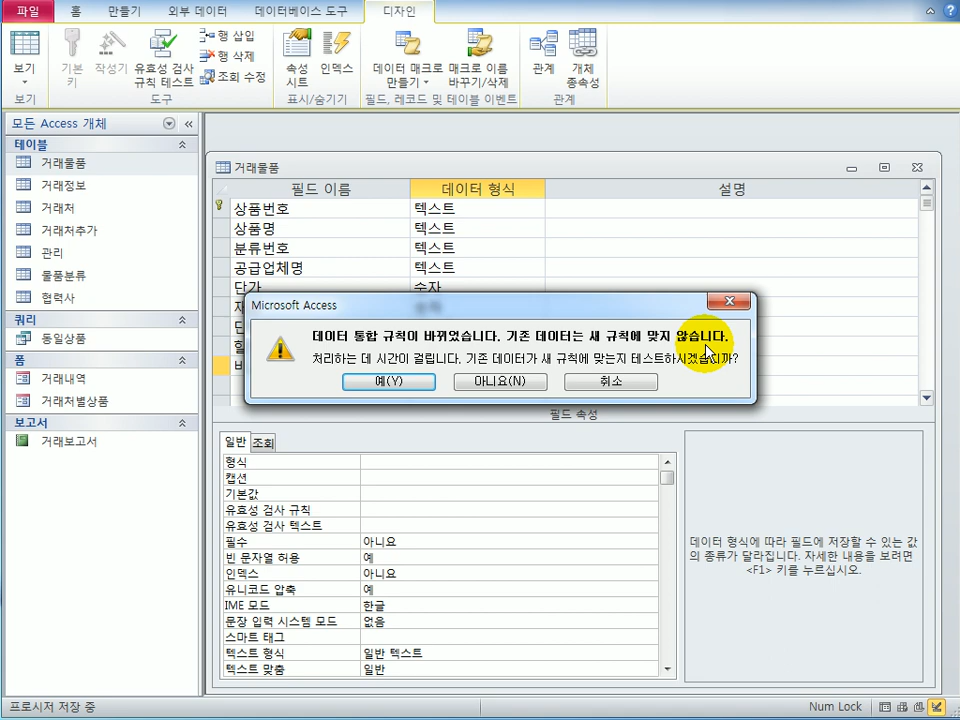 파일 홈 만들기 외부 데이터 데이터베이스 도구 디자인
보기
기본
키
작성기
유효성 검사
규칙 테스트
행 삽입
행 삭제
조회 수정
속성
시트
인덱스
데이터 매크로
만들기
매크로 이름
바꾸기/삭제
관계
개체
종속성
보기 도구 표시/숨기기 필드, 레코드 및 테이블 이벤트 관계
모든 Access 개체 «
테이블
거래물품
거래정보
거래처
거래처추가
관리
물품분류
협력사
쿼리
동일상품
폼
거래내역
거래처별상품
보고서
거래보고서
거래물품
필드 이름 데이터 형식 설명
상품번호 텍스트
상품명 텍스트
분류번호 텍스트
공급업체명 텍스트
단가 숫자
Microsoft Access
데이터 통합 규칙이 바뀌었습니다. 기존 데이터는 새 규칙에 맞지 않습니다.
처리하는 데 시간이 걸립니다. 기존 데이터가 새 규칙에 맞는지 테스트하시겠습니까?
예(Y) 아니요(N) 취소
필드 속성
일반 조회
형식
캡션
기본값
유효성 검사 규칙
유효성 검사 텍스트
필수 아니요
빈 문자열 허용 예
인덱스 아니요
유니코드 압축 예
IME 모드 한글
문장 입력 시스템 모드 없음
스마트 태그
텍스트 형식 일반 텍스트
텍스트 맞춤 일반
데이터 형식에 따라 필드에 저장할 수 있는 값
의 종류가 달라집니다. 자세한 내용을 보려면
<F1> 키를 누르십시오.
프로시저 저장 중 Num Lock